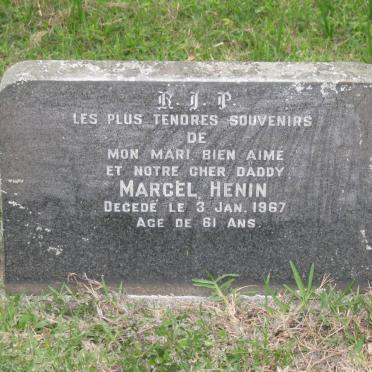 R.I.P.
LES PLUS TENDRES SOUVENIRS
DE
MON MARI BIEN AIME
ET NOTRE CHER DADDY
MARCEL HENIN
DECEDÉ LE 3 JAN. 1967
AGE DE 61 ANS.